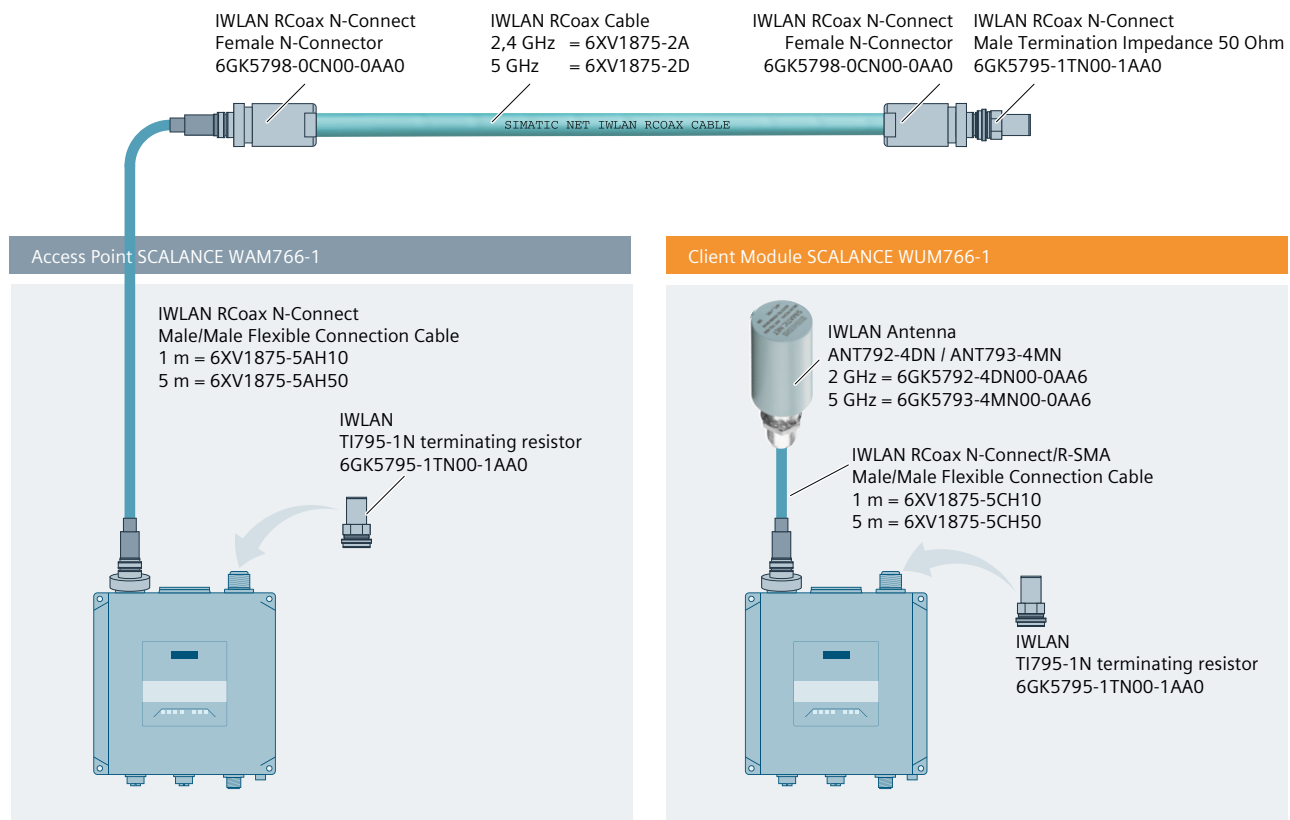 IWLAN RCoax N-Connect
Female N-Connector
6GK5798-0CN00-0AA0
IWLAN RCoax Cable
2,4 GHz = 6XV1875-2A
5 GHz = 6XV1875-2D
IWLAN RCoax N-Connect
Female N-Connector
6GK5798-0CN00-0AA0
IWLAN RCoax N-Connect
Male Termination Impedance 50 Ohm
6GK5795-1TN00-1AA0
SIMATIC NET IWLAN RCOAX CABLE
Access Point SCALANCE WAM766-1
IWLAN RCoax N-Connect
Male/Male Flexible Connection Cable
1 m = 6XV1875-5AH10
5 m = 6XV1875-5AH50
IWLAN
TI795-1N terminating resistor
6GK5795-1TN00-1AA0
Client Module SCALANCE WUM766-1
IWLAN Antenna
ANT792-4DN / ANT793-4MN
2 GHz = 6GK5792-4DN00-0AA6
5 GHz = 6GK5793-4MN00-0AA6
IWLAN RCoax N-Connect/R-SMA
Male/Male Flexible Connection Cable
1 m = 6XV1875-5CH10
5 m = 6XV1875-5CH50
IWLAN
TI795-1N terminating resistor
6GK5795-1TN00-1AA0